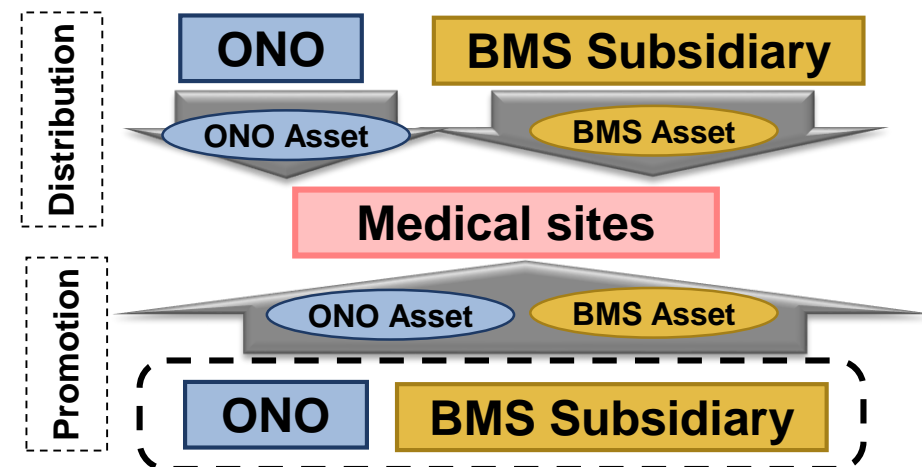 Distribution
ONO
BMS Subsidiary
ONO Asset
BMS Asset
Medical sites
Promotion
ONO Asset
BMS Asset
ONO
BMS Subsidiary